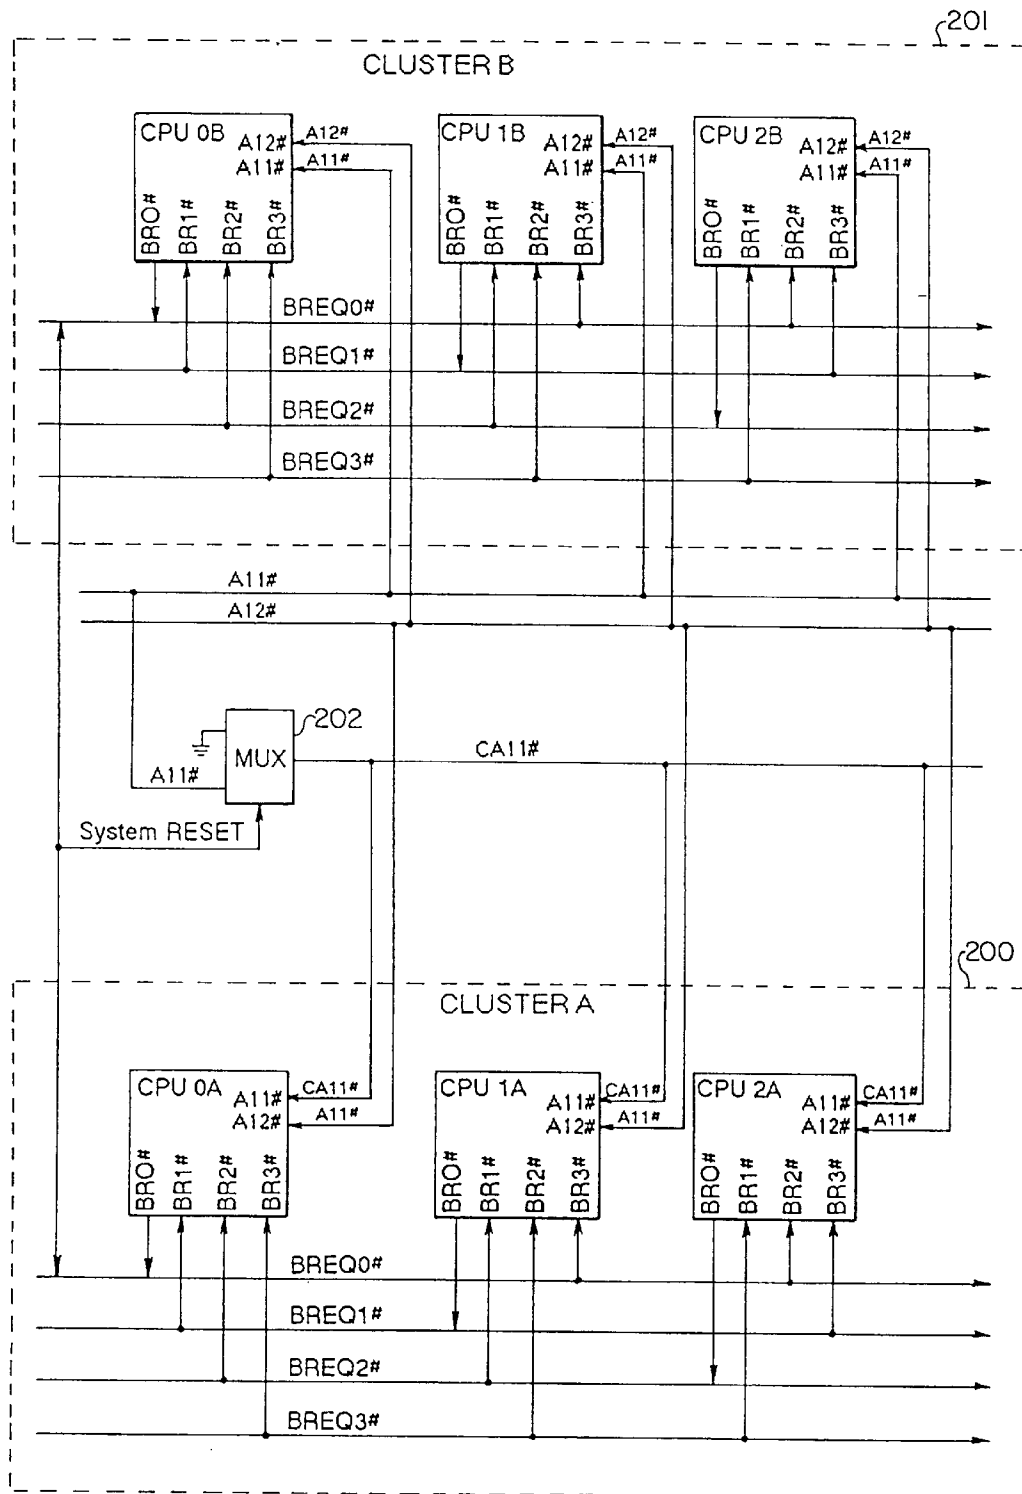 201
CLUSTER B
CPU 0B
A12#
A11#
BR0#
BR1#
BR2#
BR3#
A12#
A11#
CPU 1B
A12#
A11#
BR0#
BR1#
BR2#
BR3#
A12#
A11#
CPU 2B
A12#
A11#
BR0#
BR1#
BR2#
BR3#
A12#
A11#
BREQ0#
BREQ1#
BREQ2#
BREQ3#
A11#
A12#
202
MUX
A11#
CA11#
System RESET
200
CLUSTER A
CPU 0A
A11#
A12#
BR0#
BR1#
BR2#
BR3#
CA11#
A11#
CPU 1A
A11#
A12#
BR0#
BR1#
BR2#
BR3#
CA11#
A11#
CPU 2A
A11#
A12#
BR0#
BR1#
BR2#
BR3#
CA11#
A11#
BREQ0#
BREQ1#
BREQ2#
BREQ3#